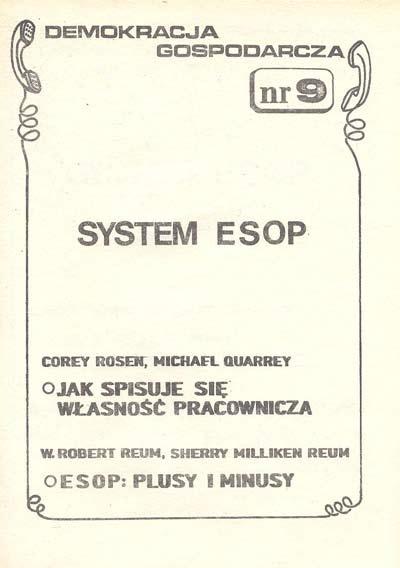 DEMOKRACJA
GOSPODARCZA
nr 9
SYSTEM ESOP
COREY ROSEN, MICHAEL QUARREY
JAK SPISUJE SIĘ
WŁASNOŚĆ PRACOWNICZA
W. ROBERT REUM, SHERRY MILLIKEN REUM
ESOP: PLUSY I MINUSY